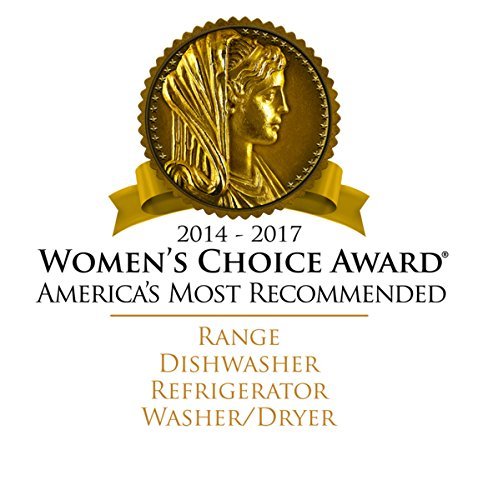 2014 - 2017
Women's Choice Award®
America's Most Recommended
Range
Dishwasher
Refrigerator
Washer/Dryer